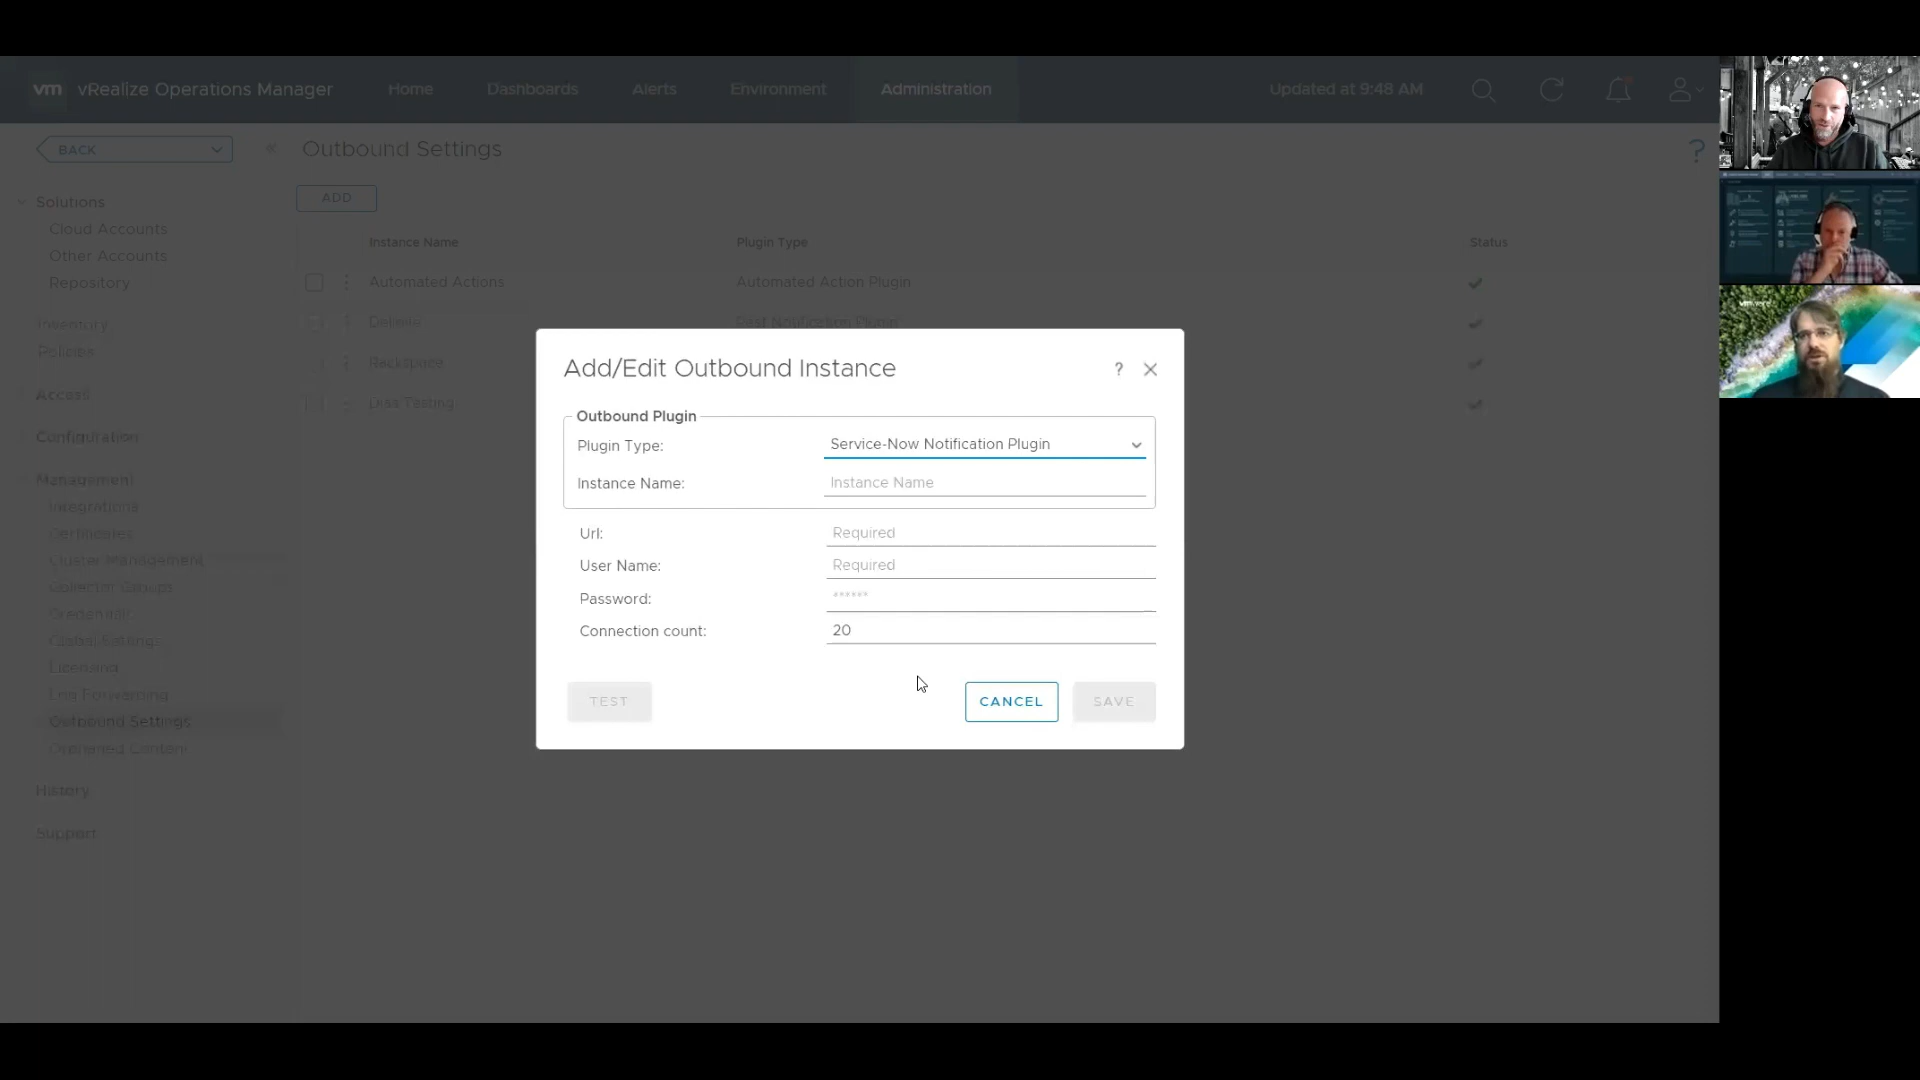 vm vRealize Operations Manager Home Dashboards Alerts Environment Administration Updated at 9:48 AM
BACK « Outbound Settings ?
ADD
Solutions
Cloud Accounts
Other Accounts
Repository
Inventory
Policies
Access
Configuration
Management
Integrations
Certificates
Cluster Management
Collector Groups
Credentials
Global Settings
Licensing
Log Forwarding
Outbound Settings
Orphaned Content
History
Support
Instance Name Plugin Type Status
Automated Actions Automated Action Plugin
Deloitte Rest Notification Plugin
Rackspace
Dias Testing
Add/Edit Outbound Instance ?
Outbound Plugin
Plugin Type: Service-Now Notification Plugin
Instance Name: Instance Name
Url: Required
User Name: Required
Password: ******
Connection count: 20
TEST CANCEL SAVE
vmware